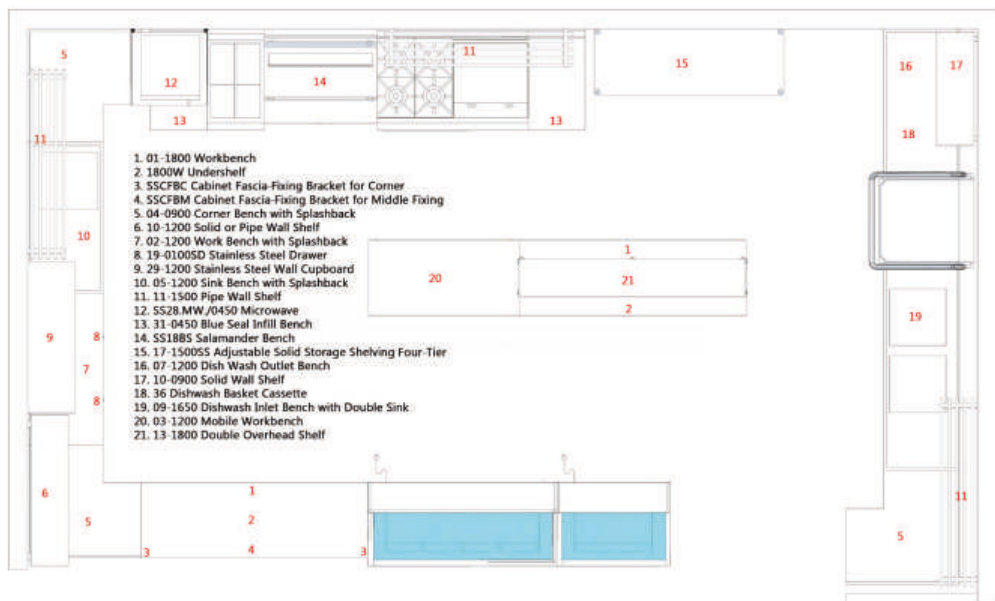 5
11
15
16
17
12
14
13
13
18
11
1. 01-1800 Workbench
2. 1800W Undershelf
3. SSCFBC Cabinet Fascia-Fixing Bracket for Corner
4. SSCFBM Cabinet Fascia-Fixing Bracket for Middle Fixing
5. 04-0900 Corner Bench with Splashback
6. 10-1200 Solid or Pipe Wall Shelf
7. 02-1200 Work Bench with Splashback
8. 19-0100SD Stainless Steel Drawer
9. 29-1200 Stainless Steel Wall Cupboard
10. 05-1200 Sink Bench with Splashback
11. 11-1500 Pipe Wall Shelf
12. SS28.MW./0450 Microwave
13. 31-0450 Blue Seal Infill Bench
14. SS18BS Salamander Bench
15. 17-1500SS Adjustable Solid Storage Shelving Four-Tier
16. 07-1200 Dish Wash Outlet Bench
17. 10-0900 Solid Wall Shelf
18. 36 Dishwash Basket Cassette
19. 09-1650 Dishwash Inlet Bench with Double Sink
20. 03-1200 Mobile Workbench
21. 13-1800 Double Overhead Shelf
10
1
20
21
2
19
9
8
7
8
6
5
1
2
3
4
3
11
5